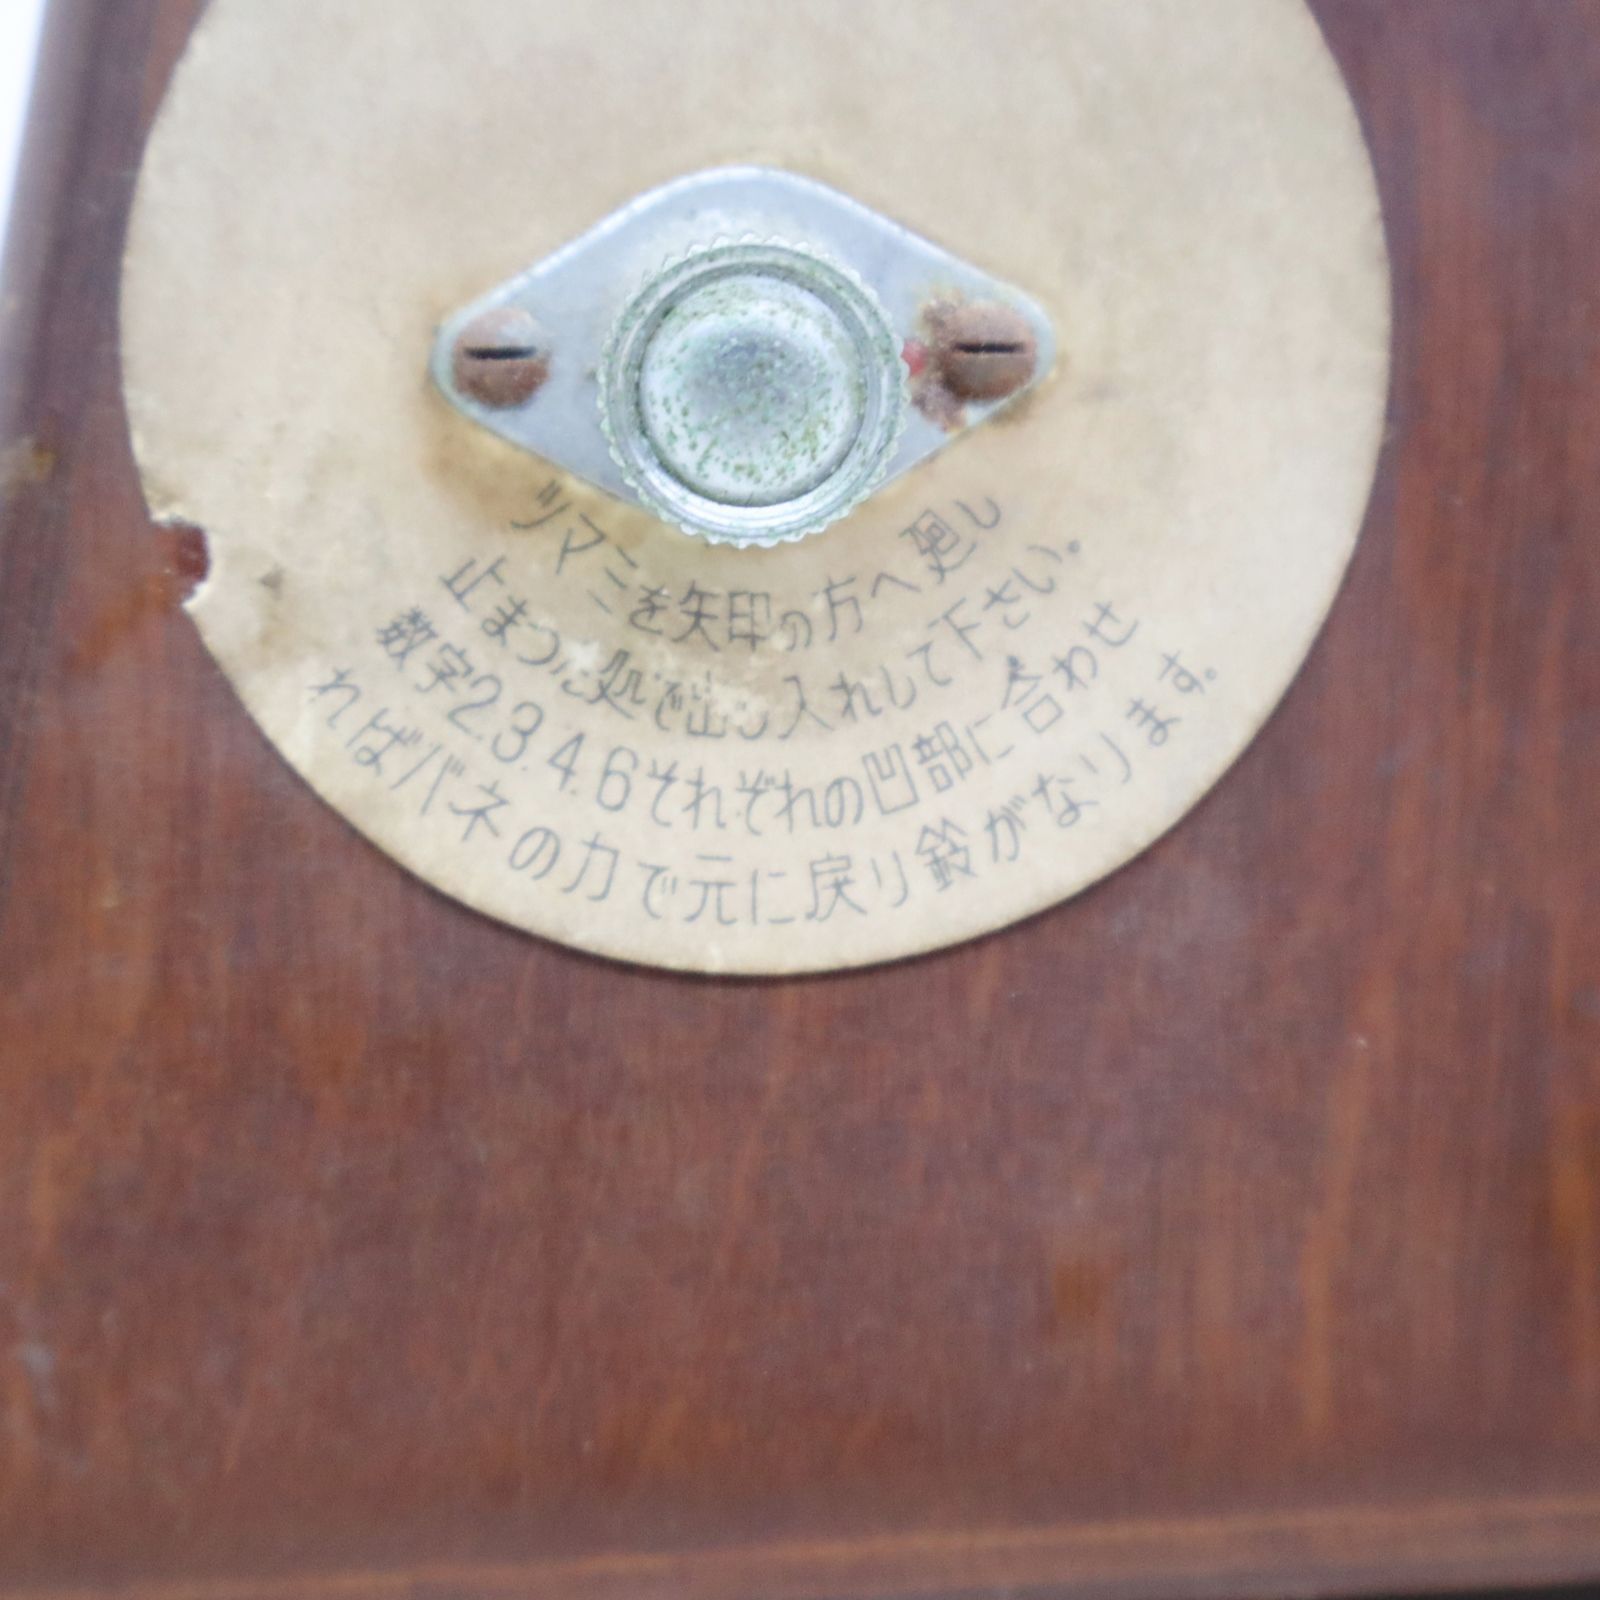 ツマミを矢印の方へ廻し
止まつた処で出し入れして下さい。
数字2.3.4.6それぞれの凹部に合わせ
ればバネの力で元に戻り鈴がなります。